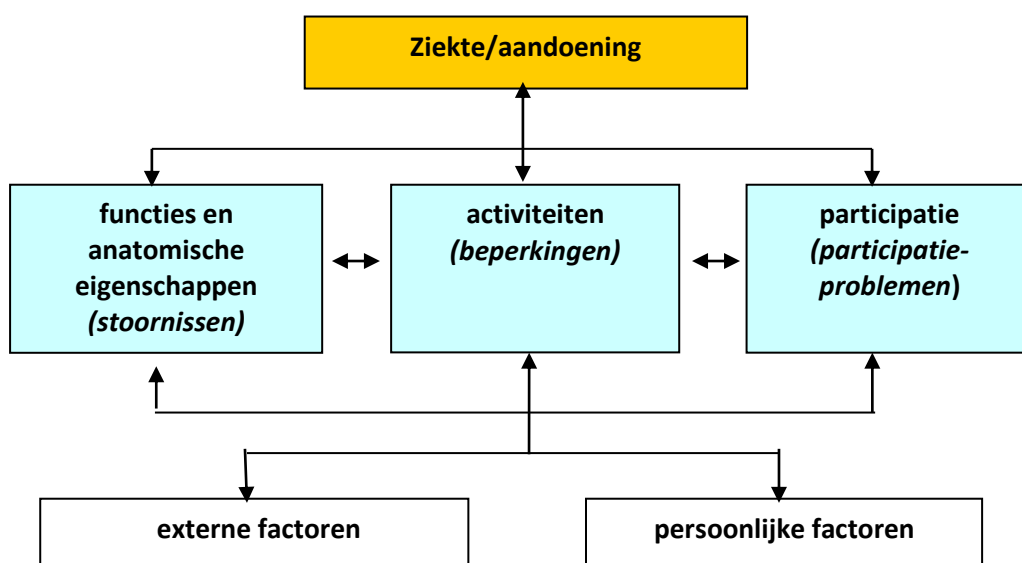 Ziekte/aandoening
functies en
anatomische
eigenschappen
(stoornissen)
activiteiten
(beperkingen)
participatie
(participatie-
problemen)
externe factoren
persoonlijke factoren